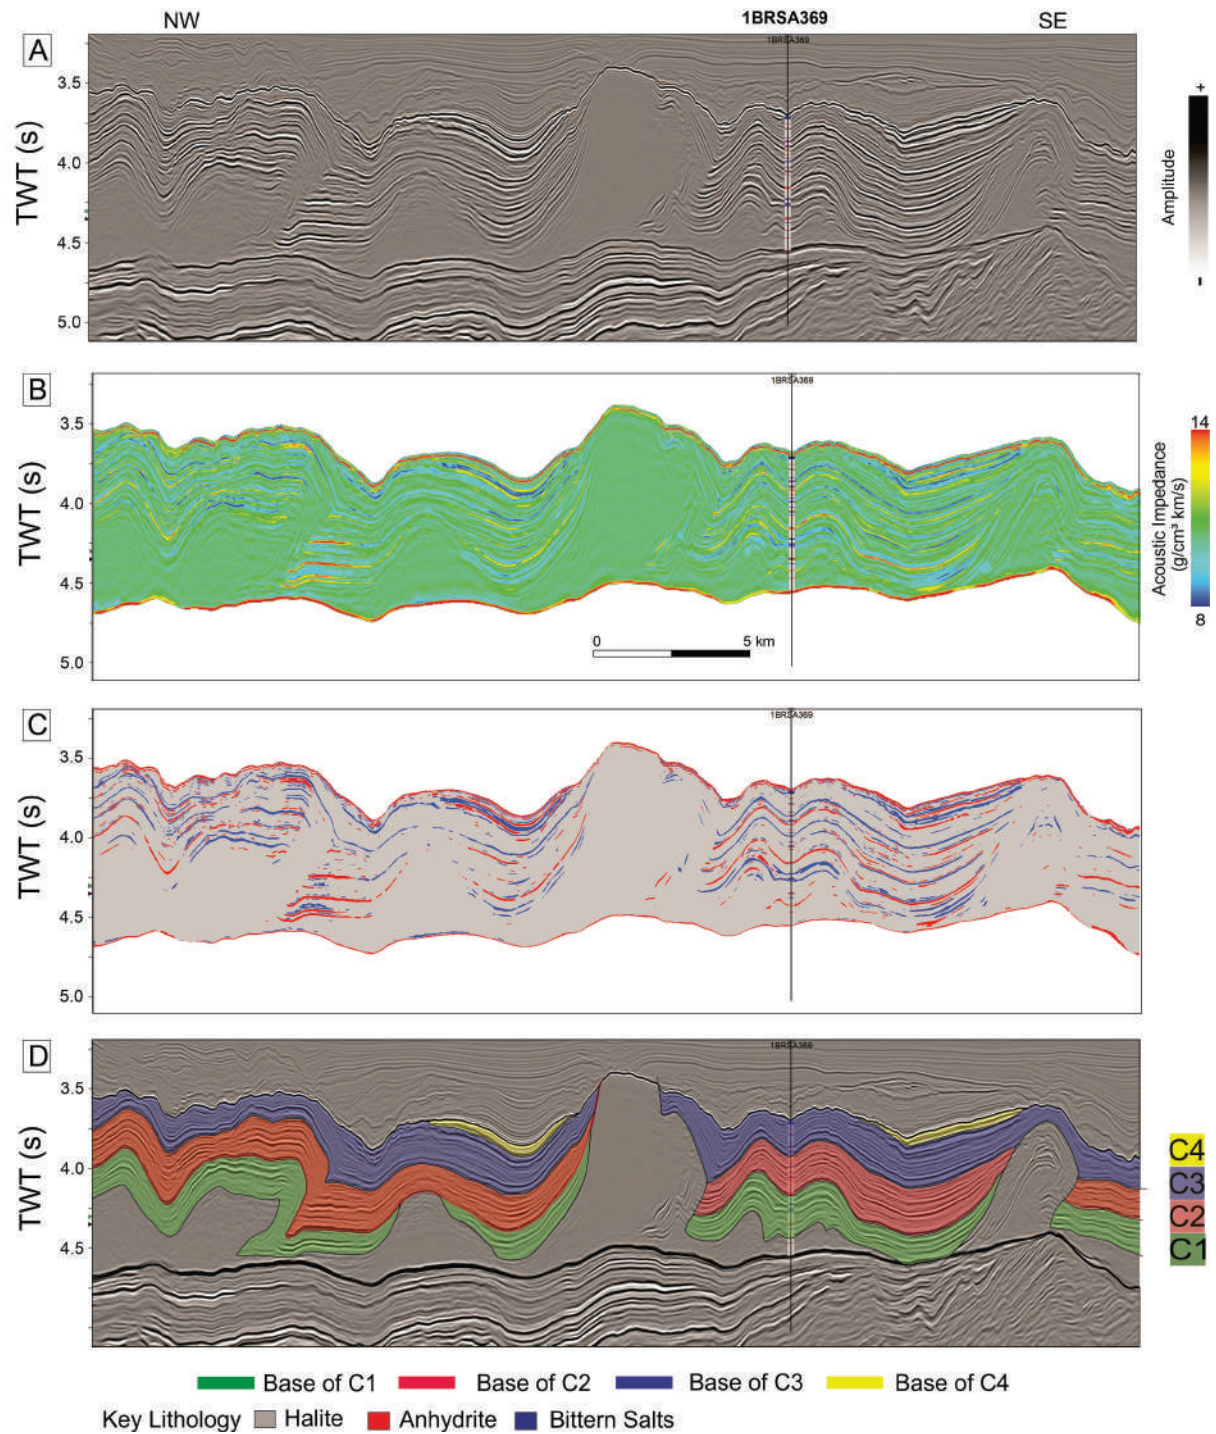 NW 1BRSA369 SE
A
1BRSA369
3.5
4.0
4.5
5.0
TWT (s)
+
Amplitude
-
B
1BRSA369
3.5
4.0
4.5
5.0
TWT (s)
0 5 km
14
Acoustic Impedance
(g/cm³ km/s)
8
C
1BRSA369
3.5
4.0
4.5
5.0
TWT (s)
D
1BRSA369
3.5
4.0
4.5
TWT (s)
C4
C3
C2
C1
Base of C1 Base of C2 Base of C3 Base of C4
Key Lithology Halite Anhydrite Bittern Salts